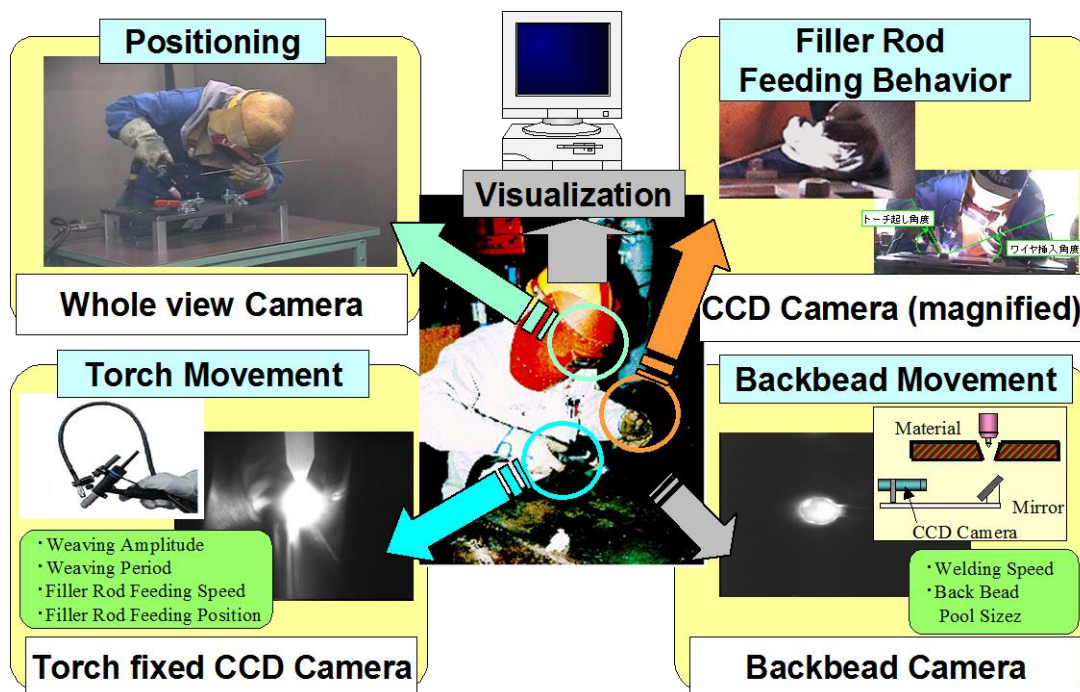 Positioning
Whole view Camera
Visualization
Filler Rod
Feeding Behavior
トーチ起し角度
ワイヤ挿入角度
CCD Camera (magnified)
Torch Movement
・Weaving Amplitude
・Weaving Period
・Filler Rod Feeding Speed
・Filler Rod Feeding Position
Torch fixed CCD Camera
Backbead Movement
Material
Mirror
CCD Camera
・Welding Speed
・Back Bead
Pool Sizez
Backbead Camera